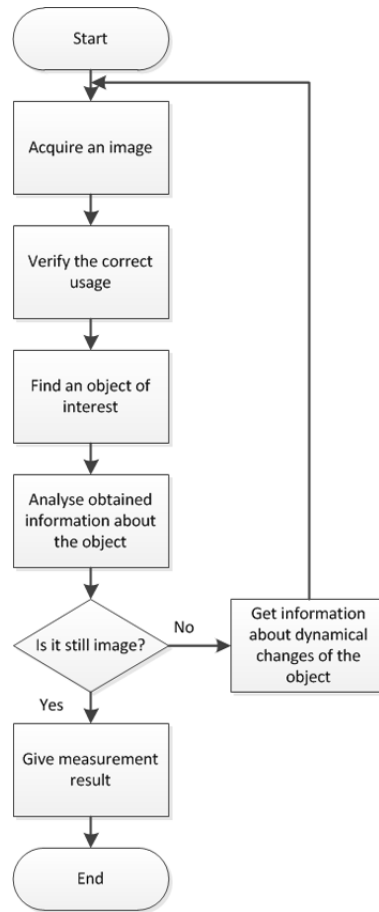 Start
Acquire an image
Verify the correct
usage
Find an object of
interest
Analyse obtained
information about
the object
Is it still image?
No
Get information
about dynamical
changes of the
object
Yes
Give measurement
result
End